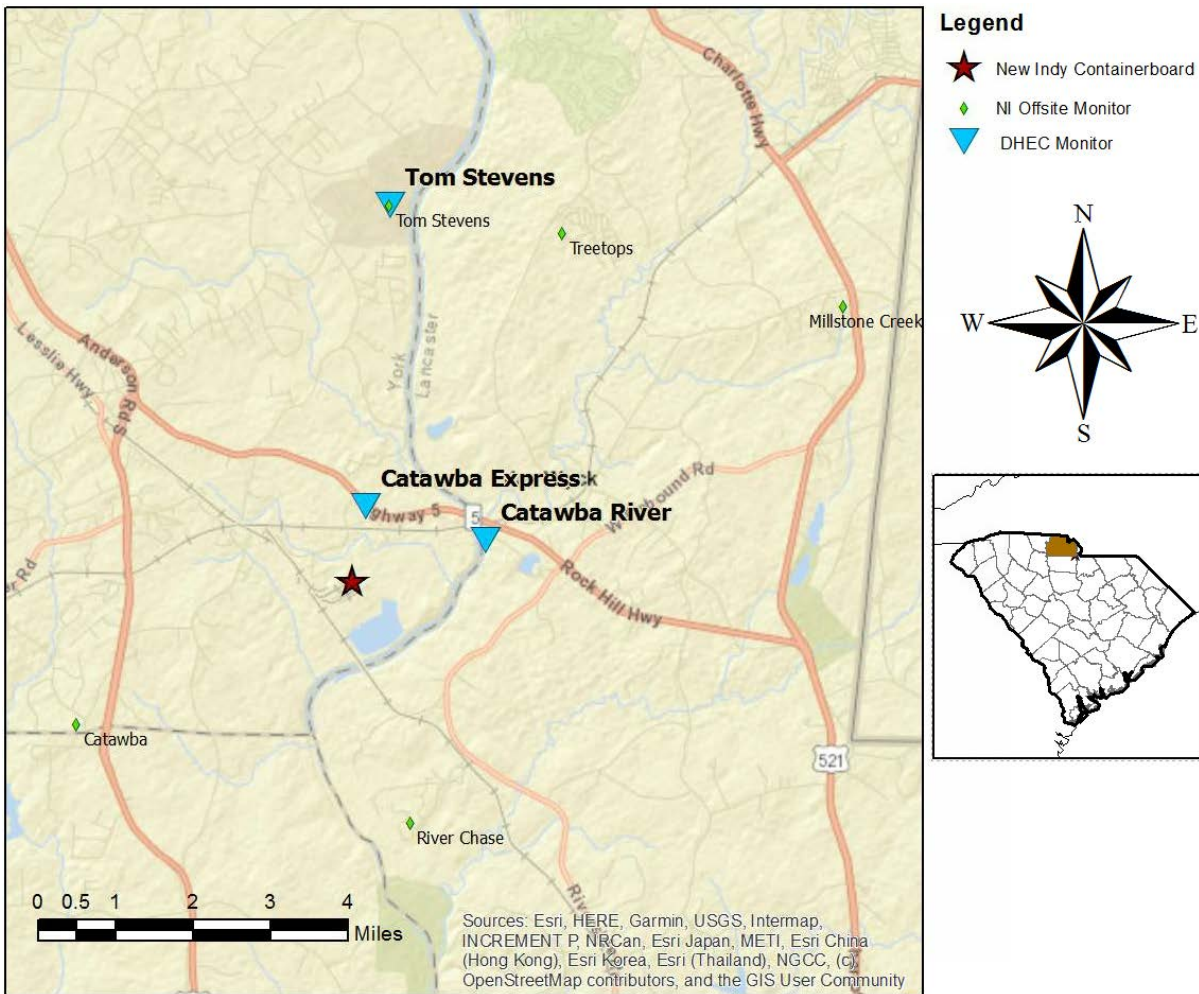 Legend
New Indy Containerboard
NI Offsite Monitor
DHEC Monitor
N
W
E
S
Charlotte Hwy
Tom Stevens
Tom Stevens
Treetops
Millstone Creek
Anderson Rd S
Lesslie Hwy
York
Lancaster
Catawba Express
Highway 5
5
Catawba River
Rd
Rock Hill Hwy
Catawba
521
River Chase
0 0.5 1 2 3 4
Miles
Sources: Esri, HERE, Garmin, USGS, Intermap,
INCREMENT P, NRCan, Esri Japan, METI, Esri China
(Hong Kong), Esri Korea, Esri (Thailand), NGCC, (c)
OpenStreetMap contributors, and the GIS User Community